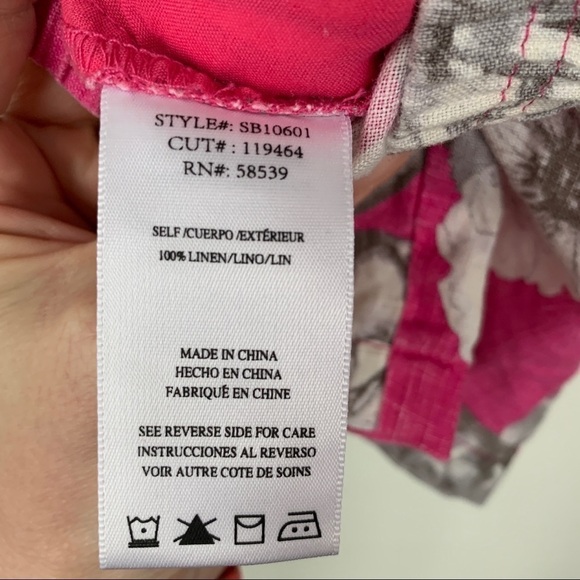 STYLE#: SB10601
CUT# : 119464
RN#: 58539
SELF /CUERPO /EXTÉRIEUR
100% LINEN/LINO/LIN
MADE IN CHINA
HECHO EN CHINA
FABRIQUÉ EN CHINE
SEE REVERSE SIDE FOR CARE
INSTRUCCIONES AL REVERSO
VOIR AUTRE COTE DE SOINS